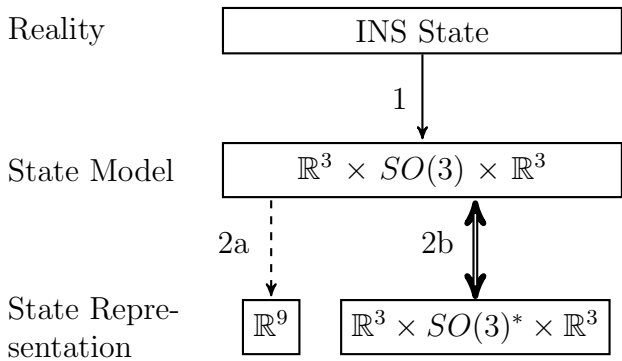 Reality
INS State
1
State Model
ℝ³ × SO(3) × ℝ³
2a
2b
State Repre-
sentation
ℝ⁹
ℝ³ × SO(3)* × ℝ³